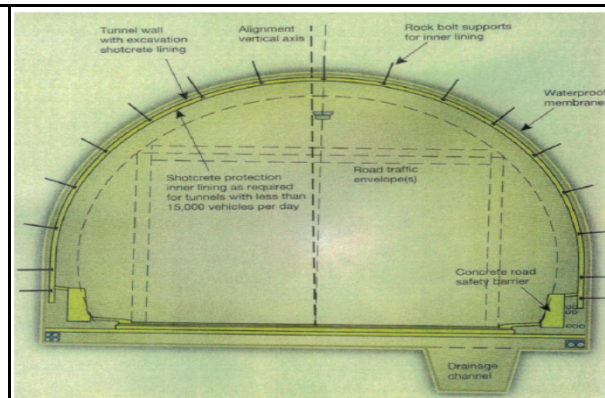 Tunnel wall
with excavation
shotcrete lining
Alignment
vertical axis
Rock bolt supports
for inner lining
Waterproof
membrane
Shotcrete protection
inner lining as required
for tunnels with less than
15,000 vehicles per day
Road traffic
envelope(s)
Concrete road
safety barrier
Drainage
channel